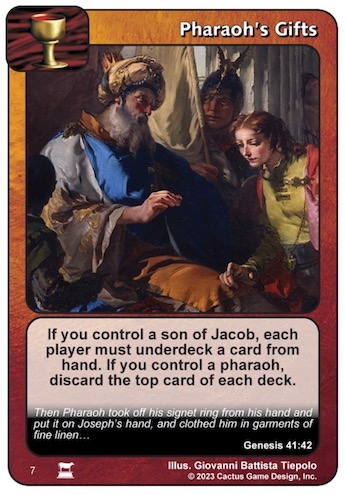 Pharaoh's Gifts
If you control a son of Jacob, each
player must underdeck a card from
hand. If you control a pharaoh,
discard the top card of each deck.
Then Pharaoh took off his signet ring from his hand and
put it on Joseph's hand, and clothed him in garments of
fine linen…
Genesis 41:42
7
Illus. Giovanni Battista Tiepolo
© 2023 Cactus Game Design, Inc.